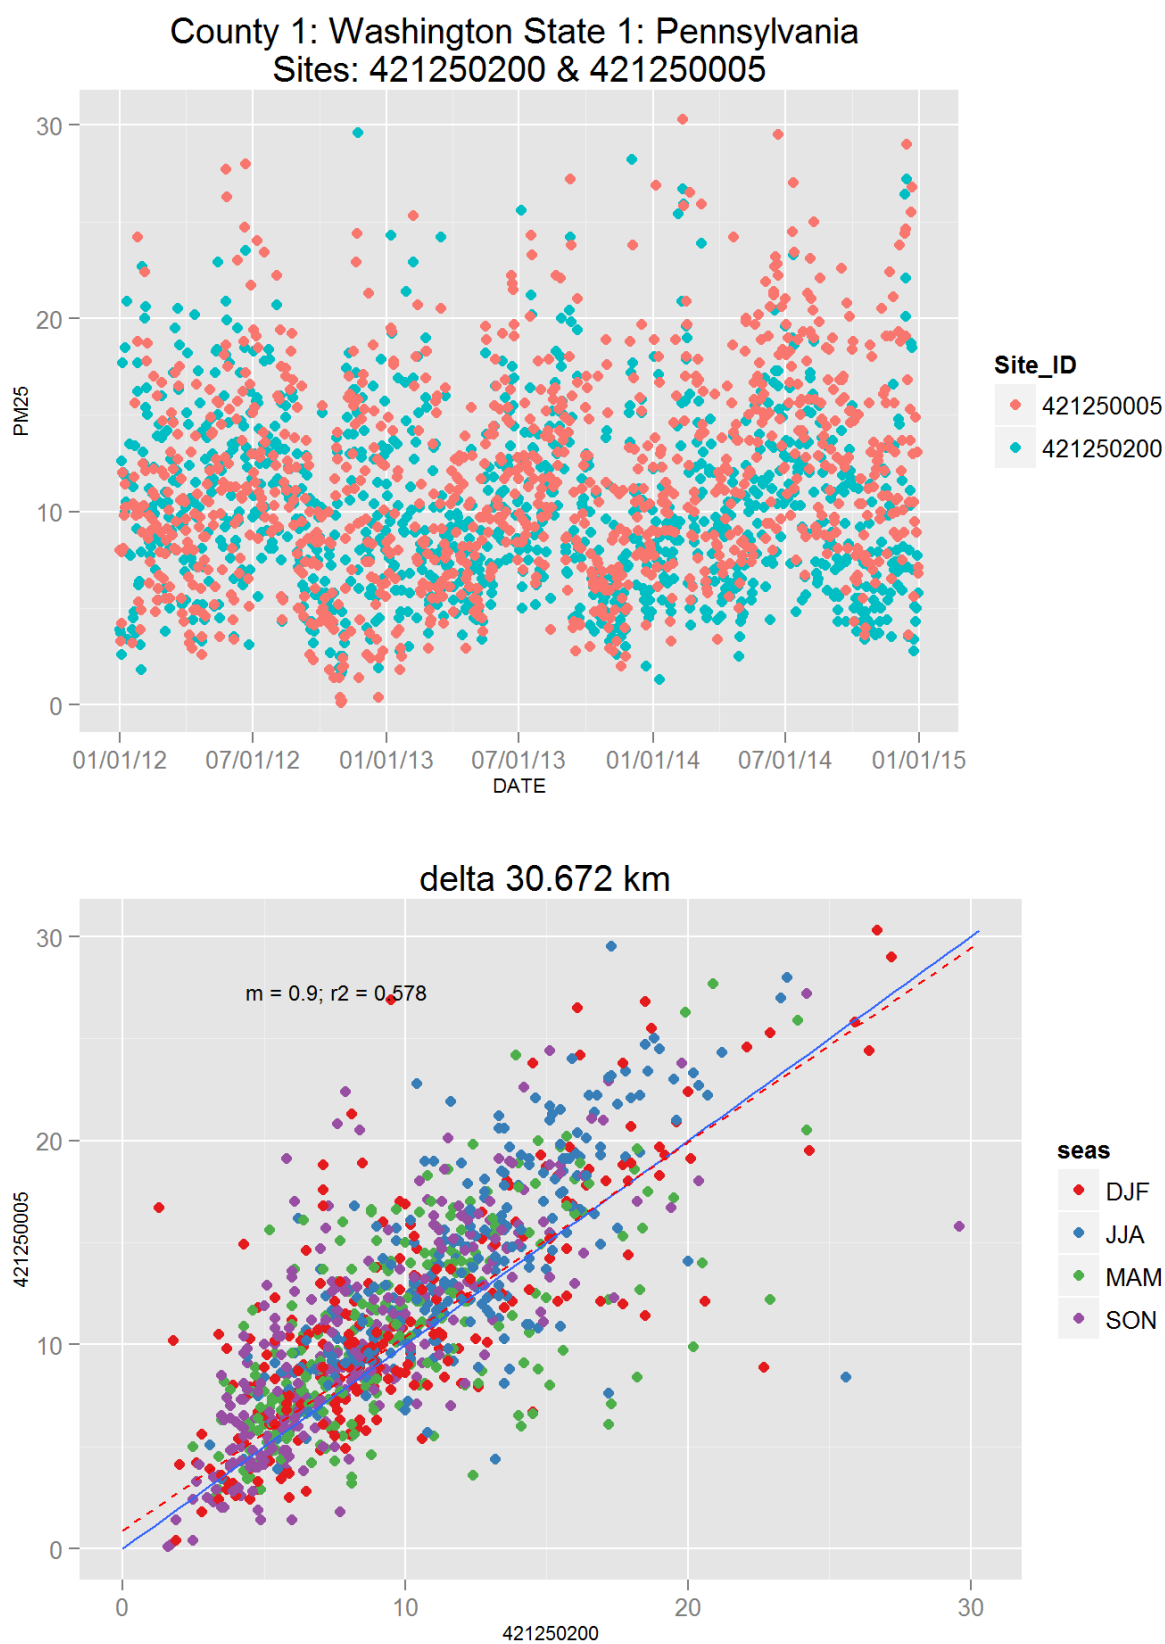 County 1: Washington State 1: Pennsylvania
Sites: 421250200 & 421250005
30
20
10
0
PM25
01/01/12 07/01/12 01/01/13 07/01/13 01/01/14 07/01/14 01/01/15
DATE
Site_ID
421250005
421250200
delta 30.672 km
m = 0.9; r2 = 0.578
30
20
10
0
421250005
0 10 20 30
421250200
seas
DJF
JJA
MAM
SON